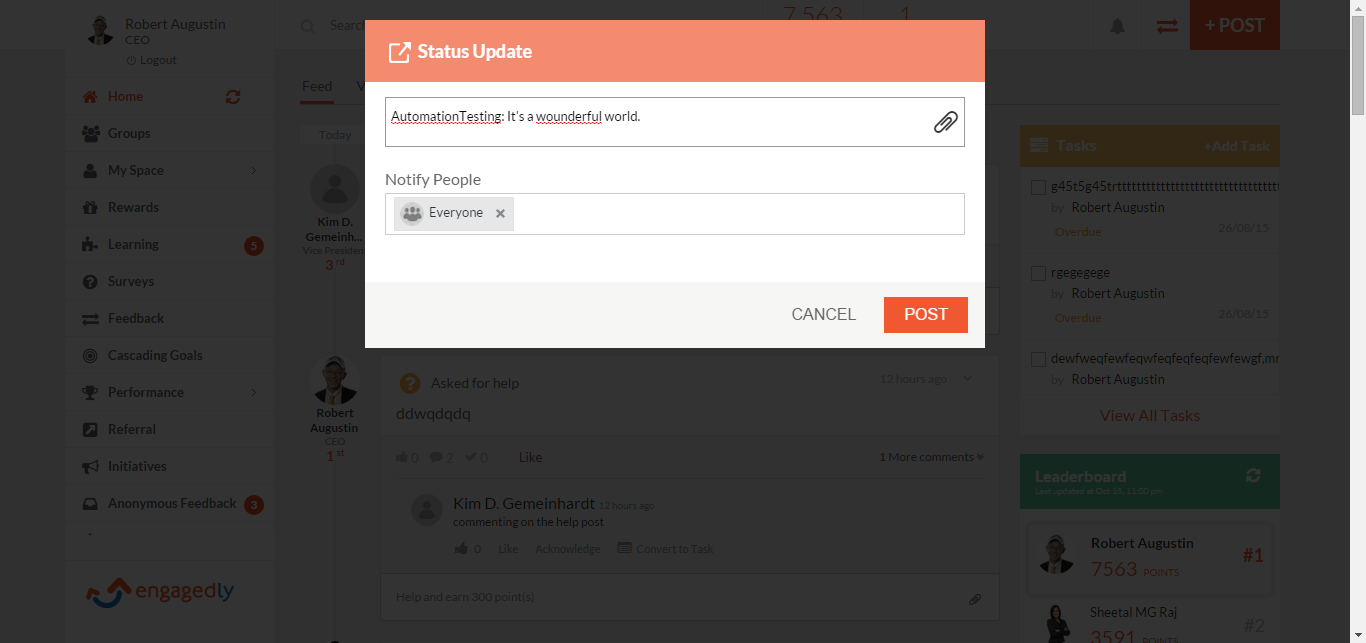 Robert Augustin
CEO
Logout
Home
Groups
My Space
Rewards
Learning 5
Surveys
Feedback
Cascading Goals
Performance
Referral
Initiatives
Anonymous Feedback 3
-
engagedly
Search
7,563 1
+ POST
Feed
Today
Kim D.
Gemeinh...
Vice Presiden
3 rd
Robert
Augustin
CEO
1 st
Status Update
AutomationTesting: It's a wounderful world.
Notify People
Everyone ×
CANCEL POST
? Asked for help 12 hours ago
ddwqdqdq
0 2 0 Like 1 More comments
Kim D. Gemeinhardt 12 hours ago
commenting on the help post
0 Like Acknowledge Convert to Task
Help and earn 300 point(s)
Tasks +Add Task
g45t5g45trtttttttttttttttttttttttttttttttt
by Robert Augustin
Overdue 26/08/15
rgegegege
by Robert Augustin
Overdue 26/08/15
by Robert Augustin
View All Tasks
Leaderboard
Last updated at Oct 15, 12:00 pm
Robert Augustin
7563 POINTS #1
Sheetal MG Raj
3591 POINTS #2